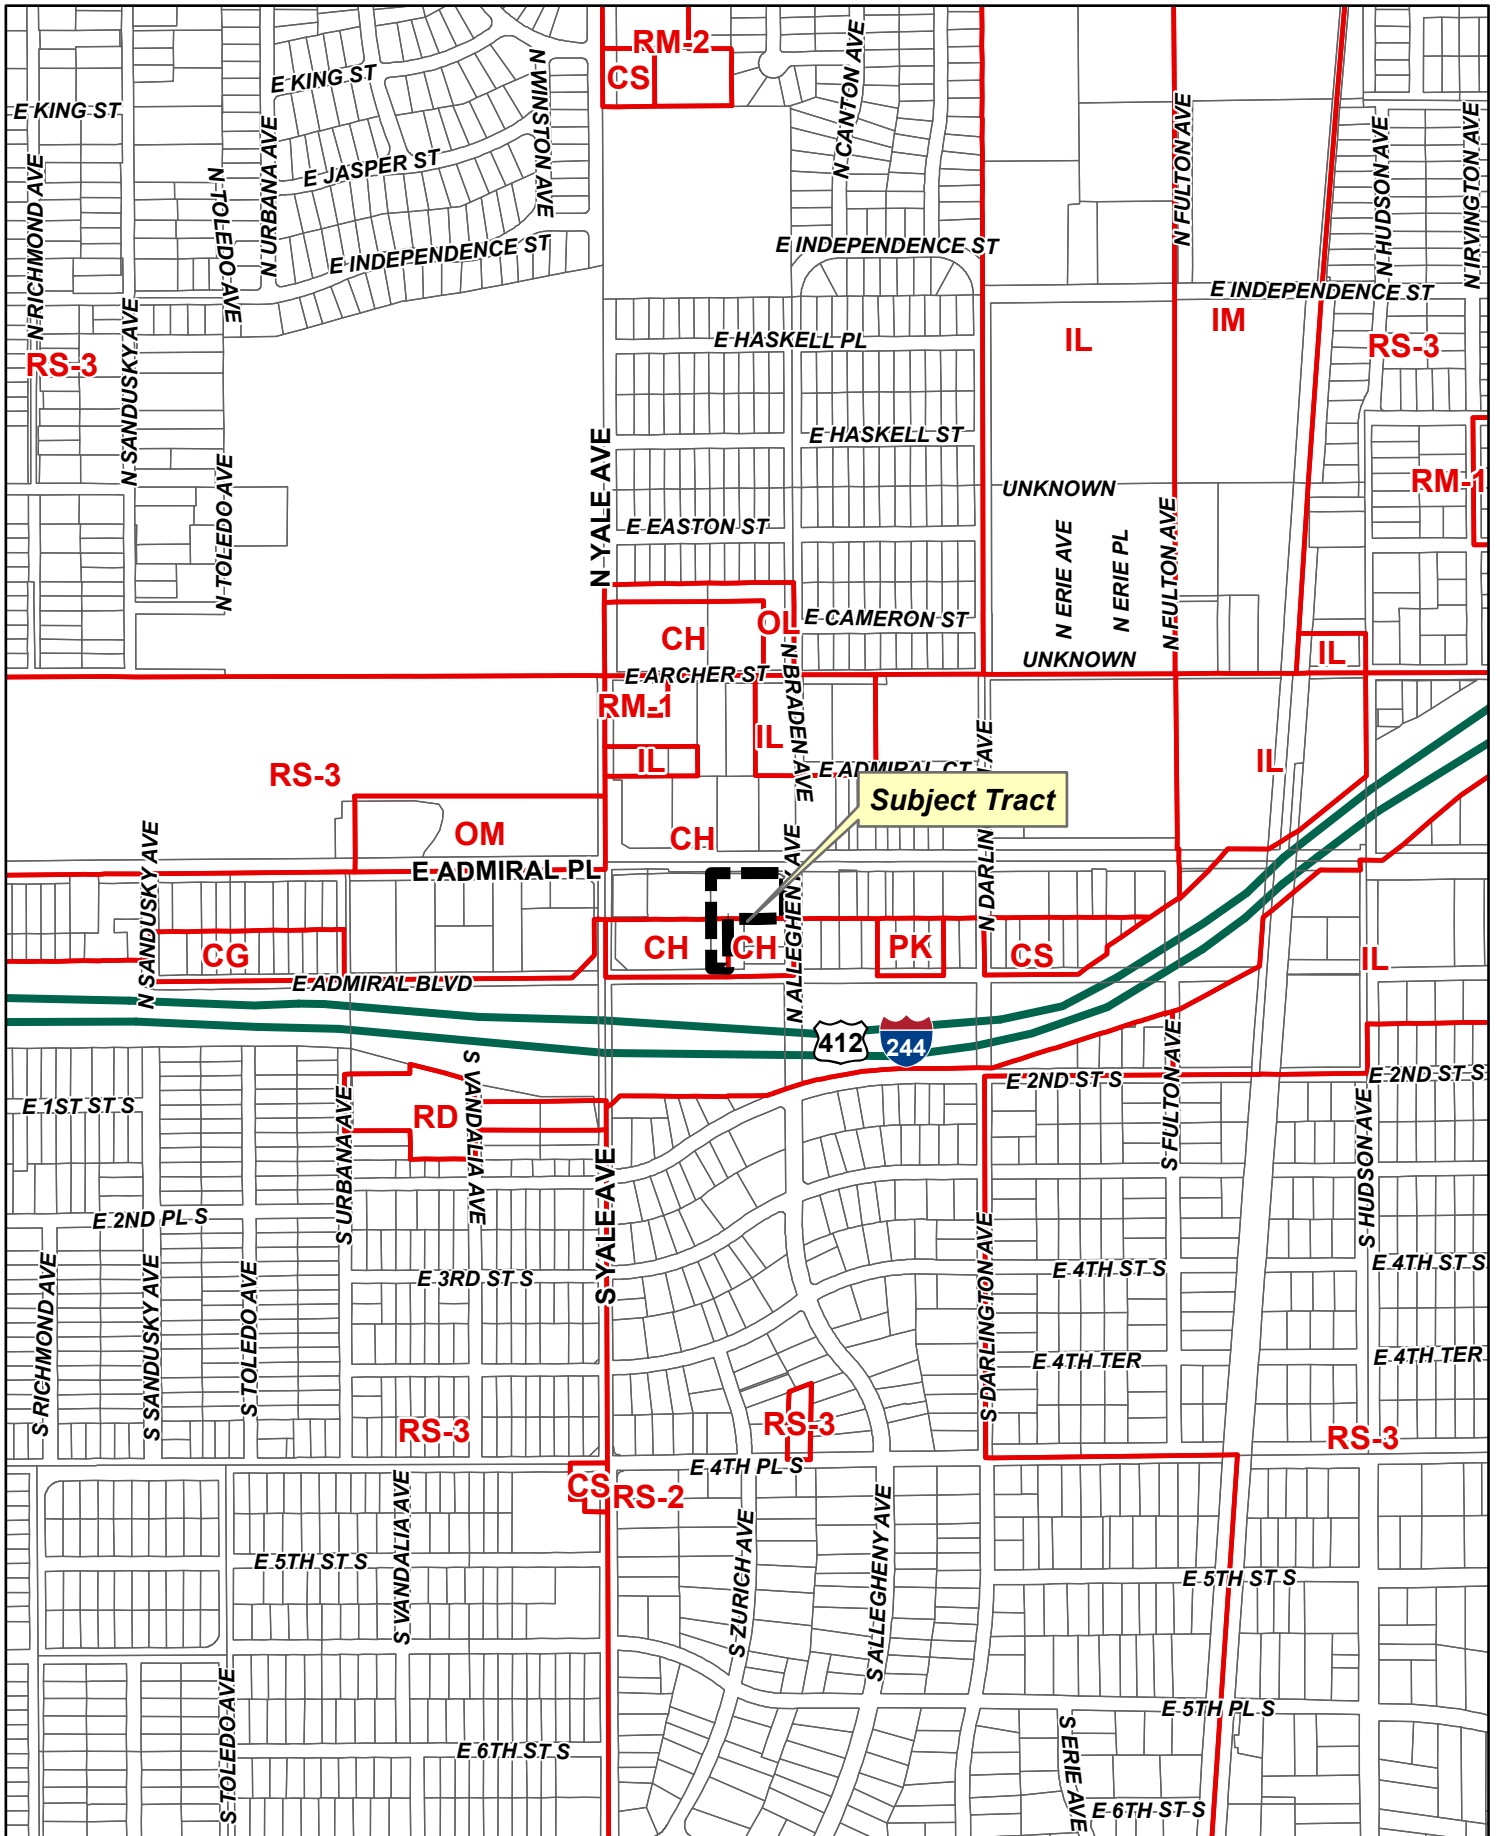 RM-2
CS
E KING ST
E KING ST
N WINSTON AVE
N CANTON AVE
N FULTON AVE
N HUDSON AVE
N IRVINGTON AVE
N RICHMOND AVE
N URBANA AVE
E JASPER ST
N TOLEDO AVE
E INDEPENDENCE ST
E INDEPENDENCE ST
E INDEPENDENCE ST
N SANDUSKY AVE
RS-3
E HASKELL PL
IL
IM
RS-3
N YALE AVE
E HASKELL ST
N TOLEDO AVE
UNKNOWN
RM-1
E EASTON ST
N ERIE AVE
N ERIE PL
N FULTON AVE
CH
OL
E CAMERON ST
E ARCHER ST
N BRADEN AVE
UNKNOWN
IL
RM-1
IL
IL
RS-3
E ADMIRAL CT
IL
Subject Tract
OM
CH
E ADMIRAL PL
N SANDUSKY AVE
N ALLEGHENY AVE
N DARLIN
AVE
CG
CH
CH
PK
CS
IL
E ADMIRAL BLVD
412
244
S VANDALIA AVE
E 1ST ST S
S URBANA AVE
RD
E 2ND ST S
S FULTON AVE
E 2ND ST S
S HUDSON AVE
E 2ND PL S
S YALE AVE
S RICHMOND AVE
S SANDUSKY AVE
S TOLEDO AVE
E 3RD ST S
S DARLINGTON AVE
E 4TH ST S
E 4TH ST S
E 4TH TER
E 4TH TER
RS-3
RS-3
RS-3
E 4TH PL S
CS
RS-2
S VANDALIA AVE
S ZURICH AVE
S ALLEGHENY AVE
E 5TH ST S
E 5TH ST S
S TOLEDO AVE
E 5TH PL S
E 6TH ST S
S ERIE AVE
E 6TH ST S